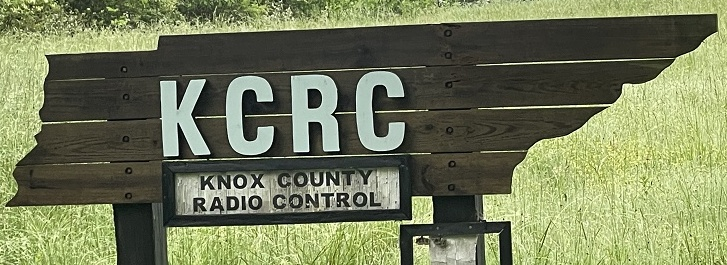 KCRC
KNOX COUNTY
RADIO CONTROL